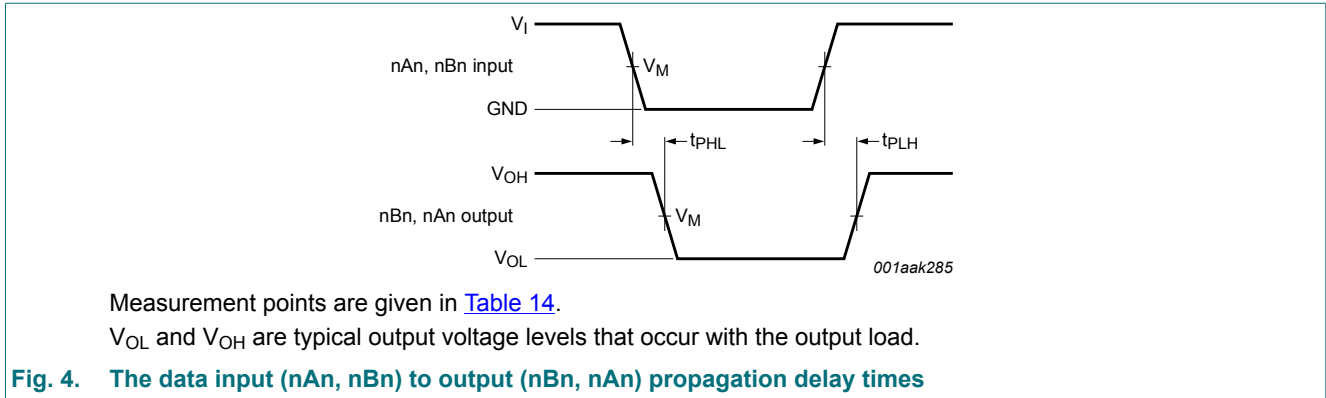 VI
nAn, nBn input
VM
GND
tPHL
tPLH
VOH
nBn, nAn output
VM
VOL
001aak285
Measurement points are given in Table 14.
VOL and VOH are typical output voltage levels that occur with the output load.
Fig. 4. The data input (nAn, nBn) to output (nBn, nAn) propagation delay times